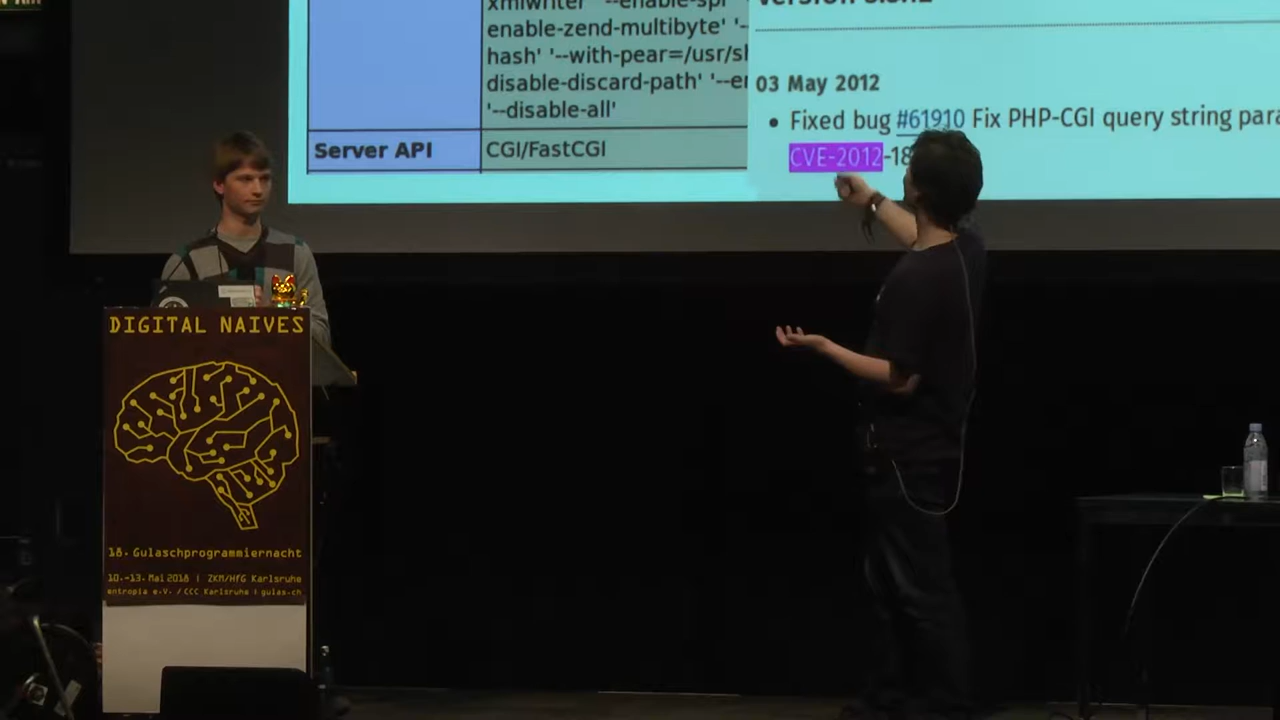 enable-zend-multibyte' '-
hash' '--with-pear=/usr/sl
disable-discard-path' '--e
'--disable-all'
Server API
CGI/FastCGI
03 May 2012
• Fixed bug #61910 Fix PHP-CGI query string para
CVE-2012-18
DIGITAL NAIVES
18. Gulaschprogrammiernacht
10.-13. Mai 2018 | ZKM/HfG Karlsruhe
entropia e.V. / CCC Karlsruhe | gulas.ch